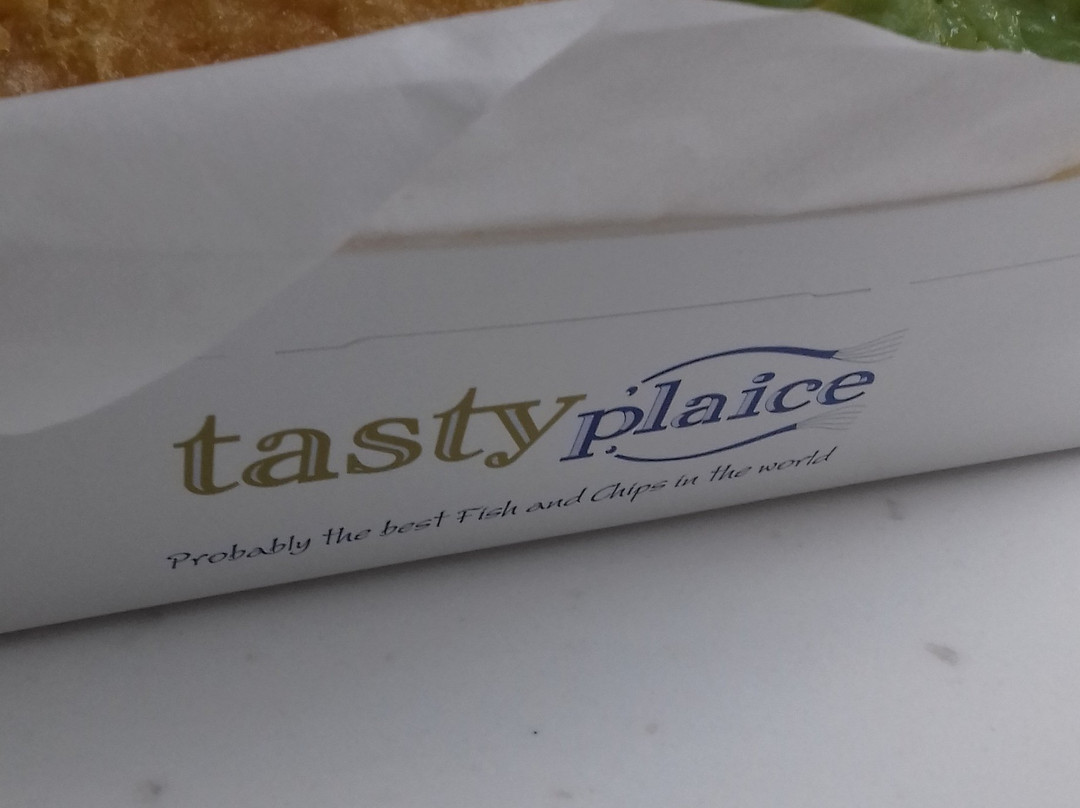 tastyplaice
Probably the best Fish and Chips in the world